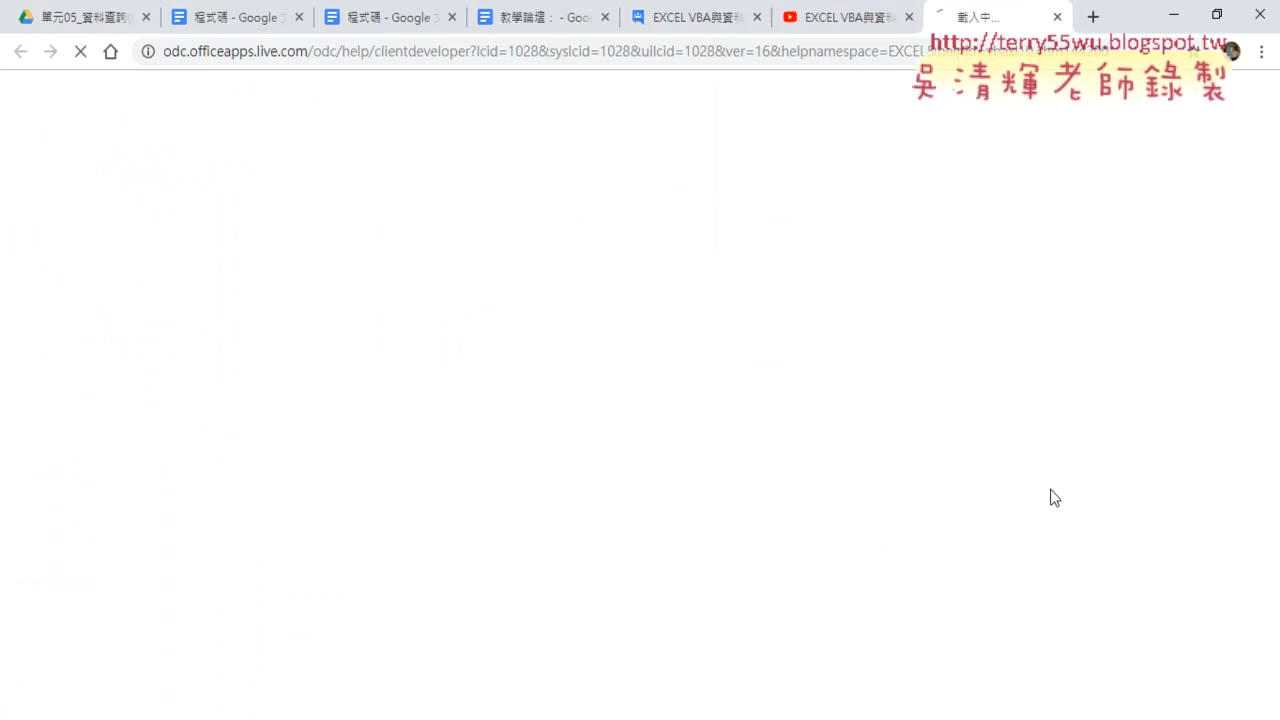 單元05_資料查詢(
程式碼 - Google
程式碼 - Google
教學論壇： - Goo
EXCEL VBA與資料
EXCEL VBA與資料
載入中...
odc.officeapps.live.com/odc/help/clientdeveloper?lcid=1028&syslcid=1028&uilcid=1028&ver=16&helpnamespace=EXCEL
http://terry55wu.blogspot.tw
吳清輝老師錄製